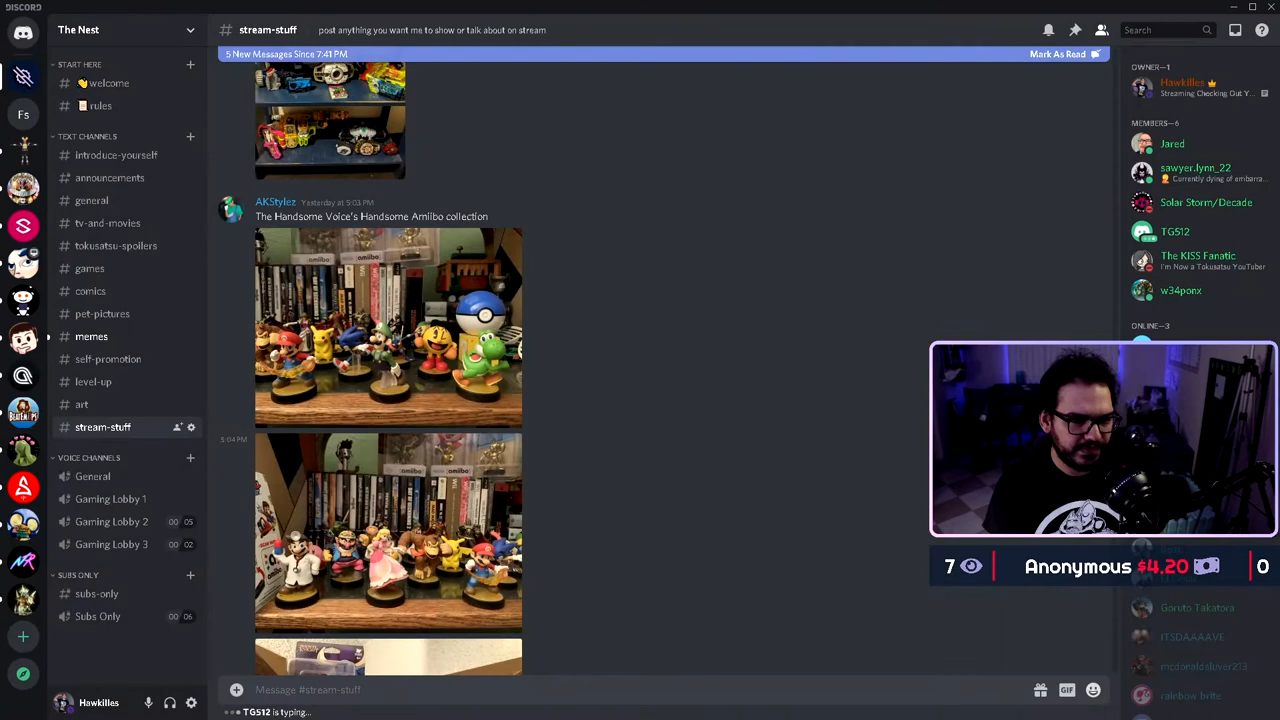 DISCORD
The Nest
# stream-stuff
post anything you want me to show or talk about on stream
Search
5 New Messages Since 7:41 PM
Mark As Read
START HERE
welcome
rules
Fs
TEXT CHANNELS
# introduce-yourself
# announcements
# general
# tv-and-movies
# tokusatsu-spoilers
# games
# comics
# pet-pictures
# memes
# self-promotion
# level-up
# art
# stream-stuff
VOICE CHANNELS
General
Gaming Lobby 1
Gaming Lobby 2
00 05
Gaming Lobby 3
00 02
SUBS ONLY
# subs-only
Subs Only
00 06
Hawkilles
AKStylez Yesterday at 5:03 PM
The Handsome Voice's Handsome Amiibo collection
amiibo
amiibo
5:04 PM
amiibo
amiibo
Message #stream-stuff
GIF
TG512 is typing...
OWNER—1
Hawkilles
Streaming Checking Out Y...
MEMBERS—6
Jared
sawyer.lynn_22
Currently dying of embarra...
Solar Storm/Decade
TG512
The KISS Fanatic
I'm Now a Tokusatsu YouTuber
w34ponx
ONLINE—3
7
Anonymous $4.20
0
Goruto Takatora
ITSDAAAAVE
mcdonaldsluver213
rainbow brite